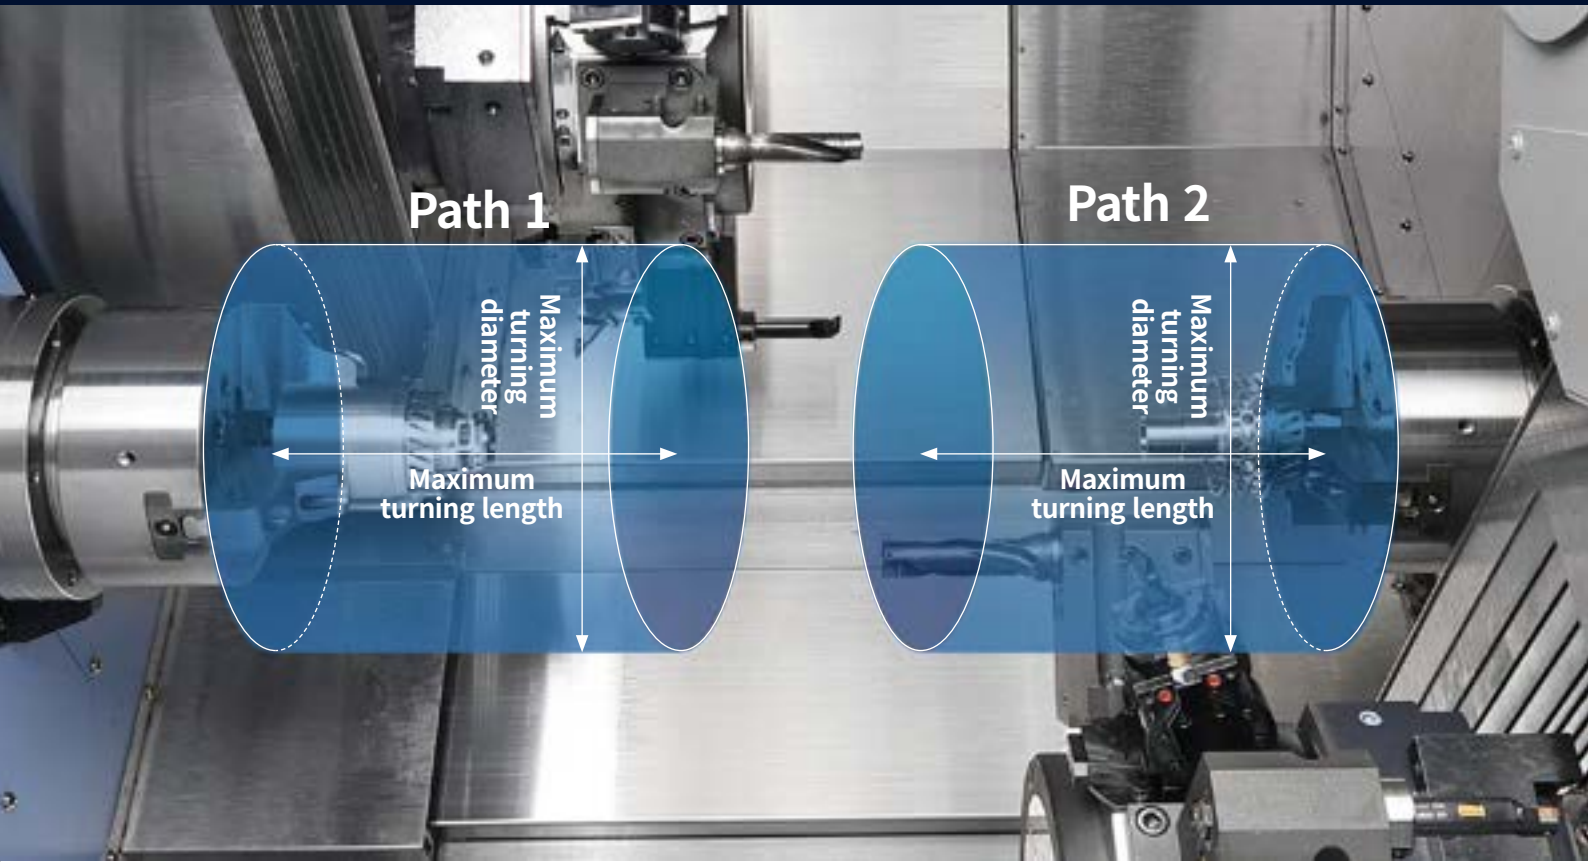 Path 1
Maximum
turning
diameter
Maximum
turning length
Path 2
Maximum
turning
diameter
Maximum
turning length